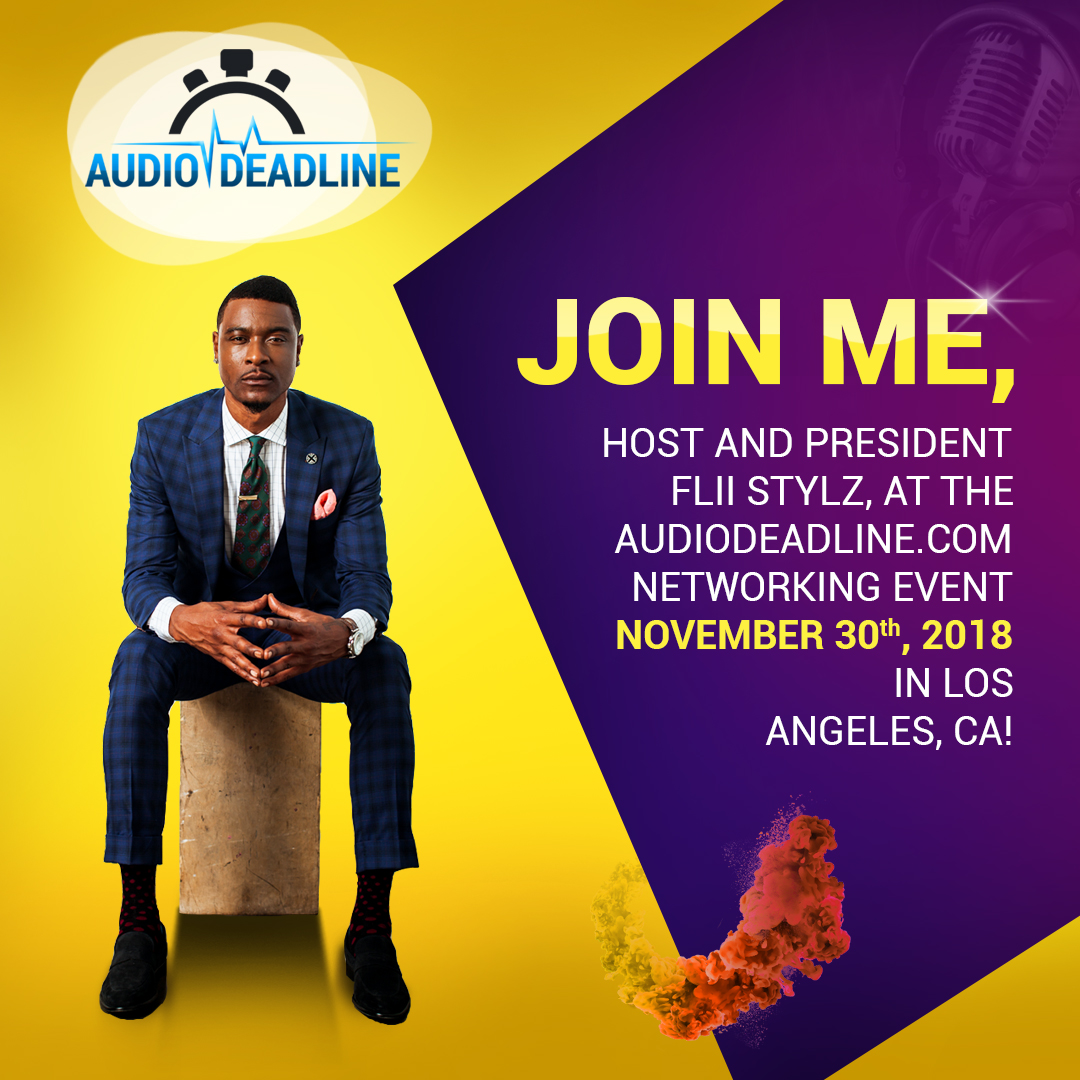 AUDIO DEADLINE
JOIN ME,
HOST AND PRESIDENT
FLII STYLZ, AT THE
AUDIODEADLINE.COM
NETWORKING EVENT
NOVEMBER 30th, 2018
IN LOS
ANGELES, CA!